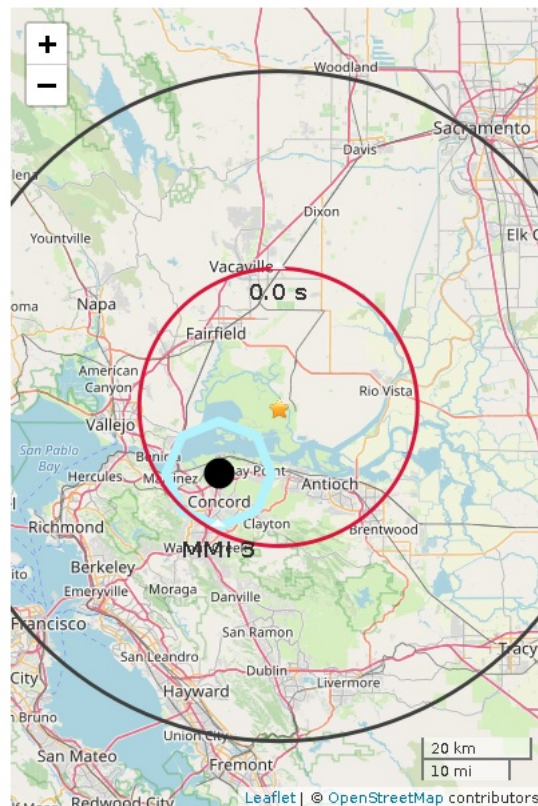 +
Woodland
−
Sacramento
Davis
Dixon
Elk
Yountville
Vacaville
0.0 s
Napa
Fairfield
American
Canyon
Rio Vista
Vallejo
San Pablo
Bay
Benicia
Hercules
Point
Antioch
Concord
Richmond
Clayton
Brentwood
MMI 3
Berkeley
Emeryville
Moraga
Danville
Francisco
San Ramon
San Leandro
Tracy
City
Dublin
Livermore
Hayward
Bruno
Union City
20 km
San Mateo
Fremont
10 mi
Redwood City
Leaflet | © OpenStreetMap contributors